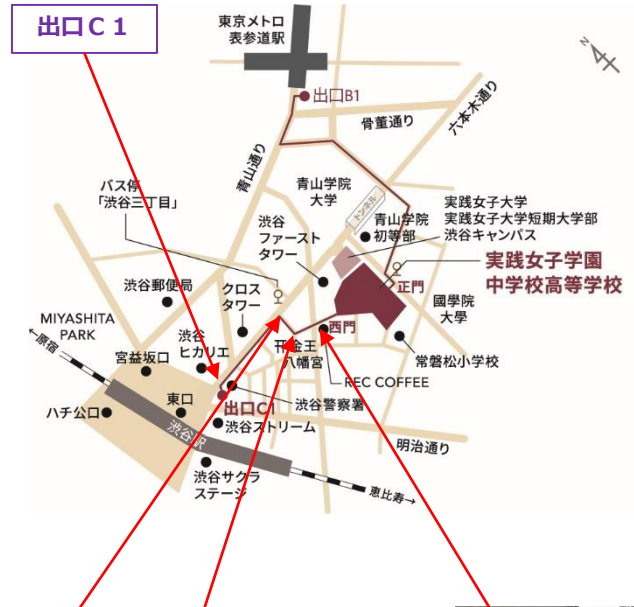 出口C1
東京メトロ
表参道駅
出口B1
N
骨董通り
六本木通り
青山通り
バス停
「渋谷三丁目」
青山学院
大学
トンネル
青山学院
初等部
実践女子大学
実践女子大学短期大学部
渋谷キャンパス
渋谷
ファースト
タワー
実践女子学園
中学校高等学校
正門
渋谷郵便局
クロス
タワー
國學院
大學
MIYASHITA
PARK
←原宿
渋谷
ヒカリエ
西門
金王
八幡宮
常磐松小学校
宮益坂口
REC COFFEE
ハチ公口
東口
出口C1
渋谷警察署
渋谷ストリーム
明治通り
渋谷駅
渋谷サクラ
ステージ
恵比寿→